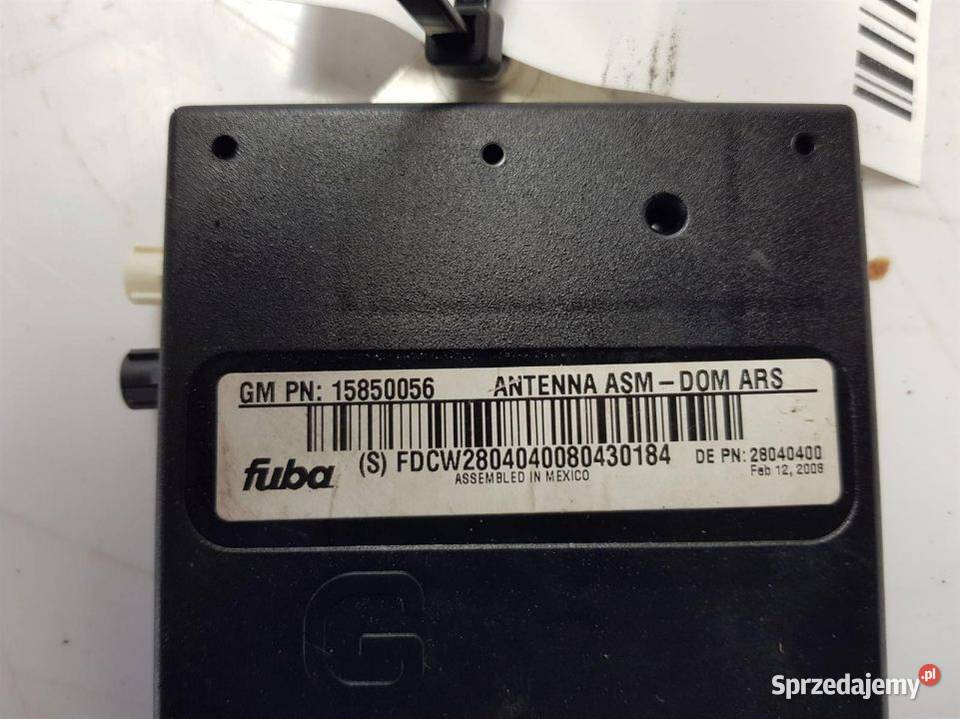 GM PN: 15850056 ANTENNA ASM - DOM ARS
fuba (S) FDCW2804040080430184 DE PN: 28040400
ASSEMBLED IN MEXICO Feb 12, 2008
G
Sprzedajemy.pl